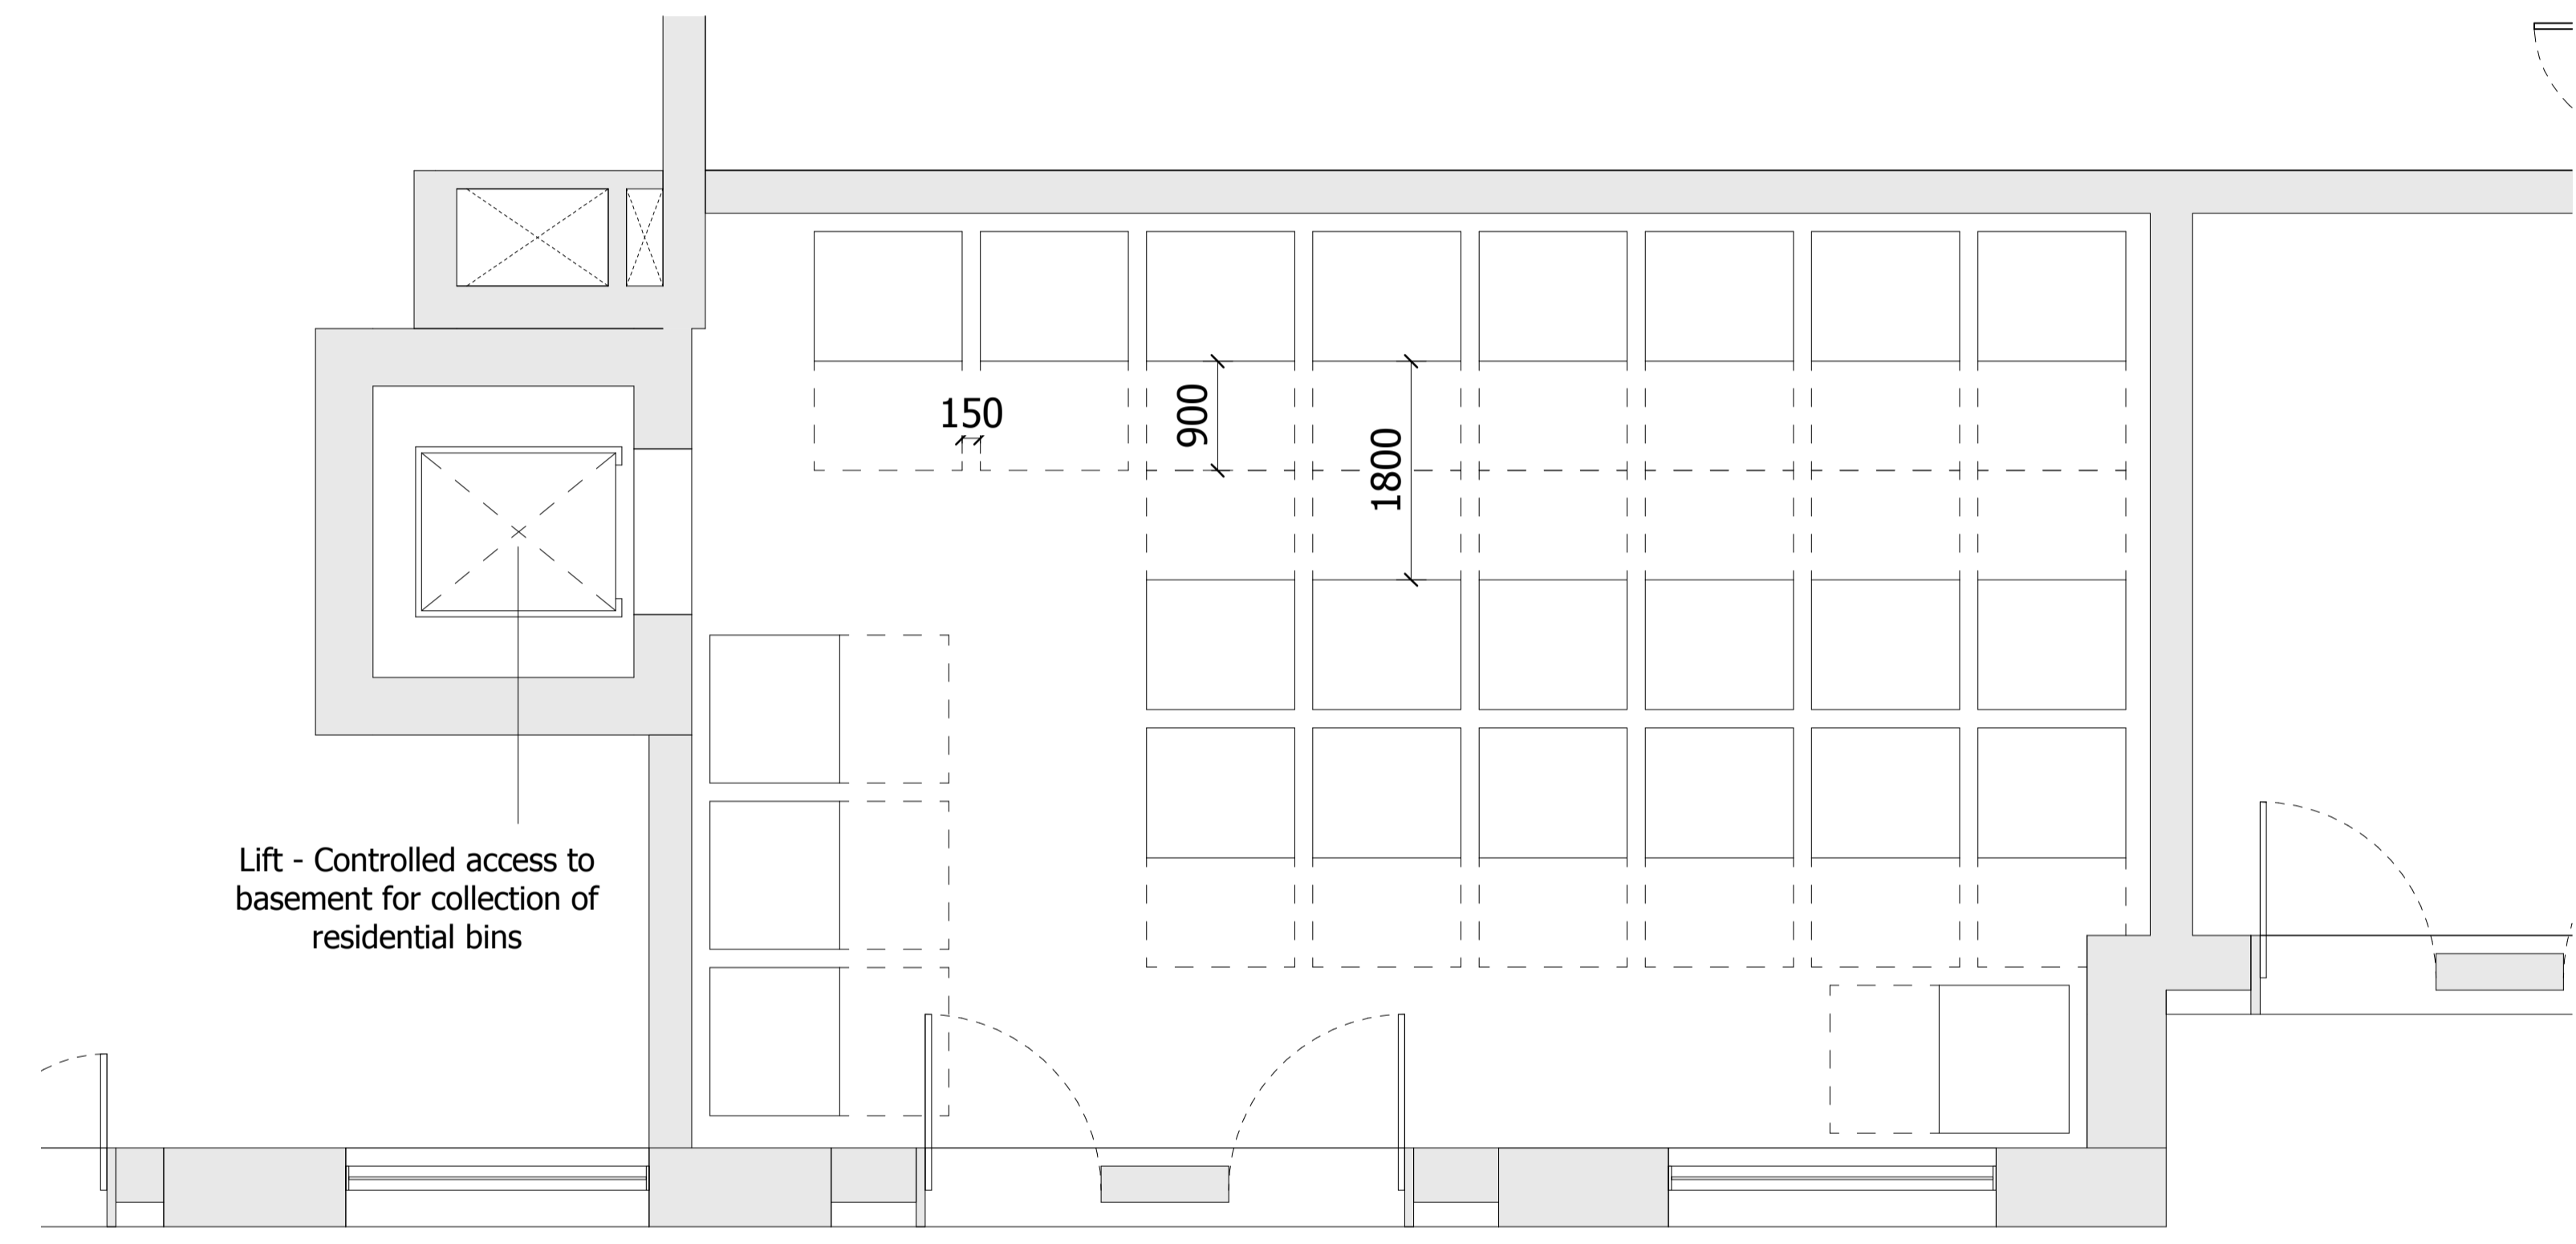 150
900
1800
Lift - Controlled access to
basement for collection of
residential bins